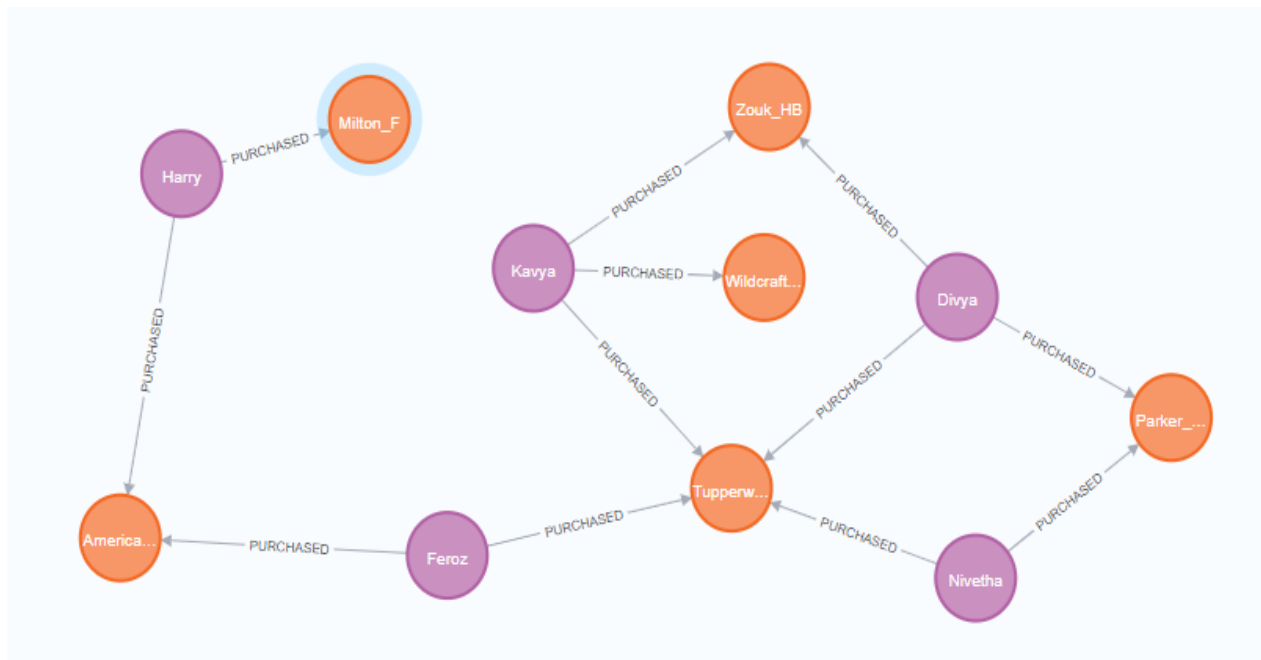 Zouk_HB
Milton_F
PURCHASED
Harry
PURCHASED
PURCHASED
Kavya
PURCHASED
Wildcraft...
Divya
PURCHASED
PURCHASED
PURCHASED
PURCHASED
PURCHASED
Parker_...
Tupperw...
PURCHASED
PURCHASED
PURCHASED
America...
PURCHASED
Feroz
Nivetha